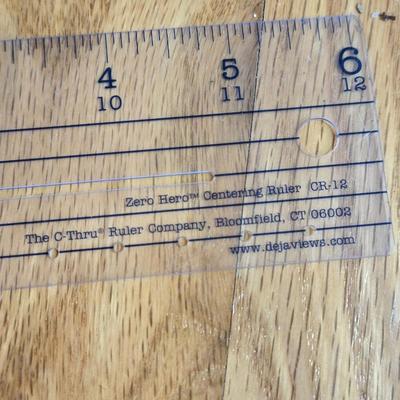 4 5 6
10 11 12
Zero Hero™ Centering Ruler CR-12
The C-Thru® Ruler Company, Bloomfield, CT 06002
www.dejaviews.com